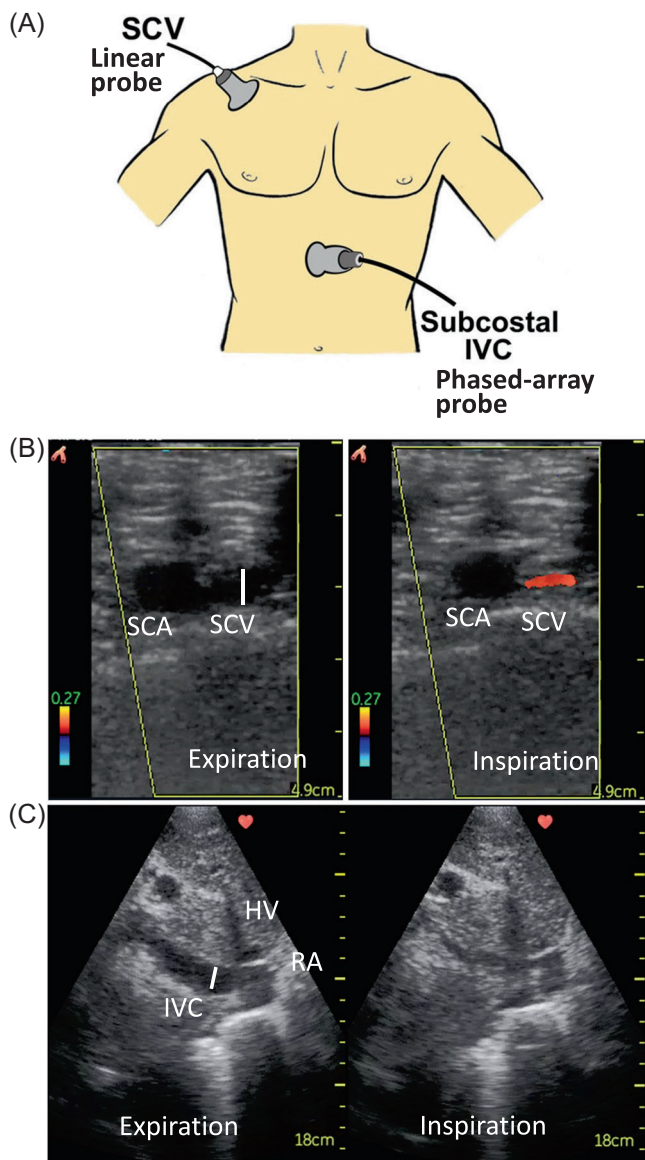 (A)
SCV
Linear
probe
Subcostal
IVC
Phased-array
probe
(B)
SCA
SCV
0.27
Expiration
4.9cm
SCA
SCV
0.27
Inspiration
4.9cm
(C)
HV
RA
IVC
Expiration
18cm
Inspiration
18cm